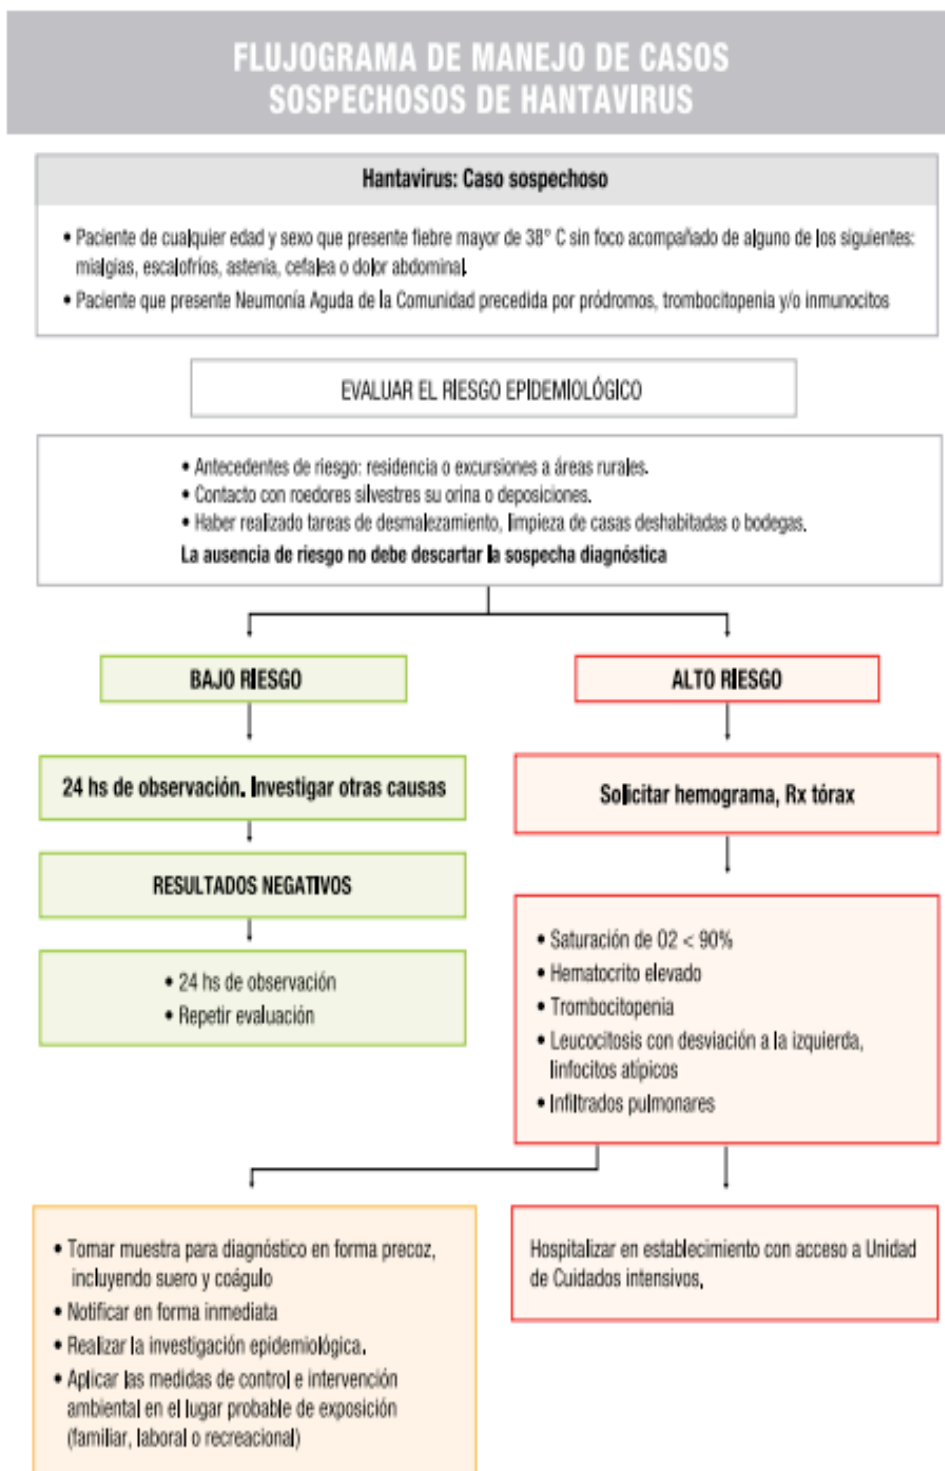 FLUJOGRAMA DE MANEJO DE CASOS
SOSPECHOSOS DE HANTAVIRUS
Hantavirus: Caso sospechoso
• Paciente de cualquier edad y sexo que presente fiebre mayor de 38° C sin foco acompañado de alguno de los siguientes:
mialgias, escalofríos, astenia, cefalea o dolor abdominal.
• Paciente que presente Neumonía Aguda de la Comunidad precedida por pródromos, trombocitopenia y/o inmunocitos
EVALUAR EL RIESGO EPIDEMIOLÓGICO
• Antecedentes de riesgo: residencia o excursiones a áreas rurales.
• Contacto con roedores silvestres su orina o deposiciones.
• Haber realizado tareas de desmalezamiento, limpieza de casas deshabitadas o bodegas.
La ausencia de riesgo no debe descartar la sospecha diagnóstica
BAJO RIESGO
24 hs de observación. Investigar otras causas
RESULTADOS NEGATIVOS
• 24 hs de observación
• Repetir evaluación
ALTO RIESGO
Solicitar hemograma, Rx tórax
• Saturación de O2 < 90%
• Hematocrito elevado
• Trombocitopenia
• Leucocitosis con desviación a la izquierda,
linfocitos atípicos
• Infiltrados pulmonares
• Tomar muestra para diagnóstico en forma precoz,
incluyendo suero y coágulo
• Notificar en forma inmediata
• Realizar la investigación epidemiológica.
• Aplicar las medidas de control e intervención
ambiental en el lugar probable de exposición
(familiar, laboral o recreacional)
Hospitalizar en establecimiento con acceso a Unidad
de Cuidados intensivos.